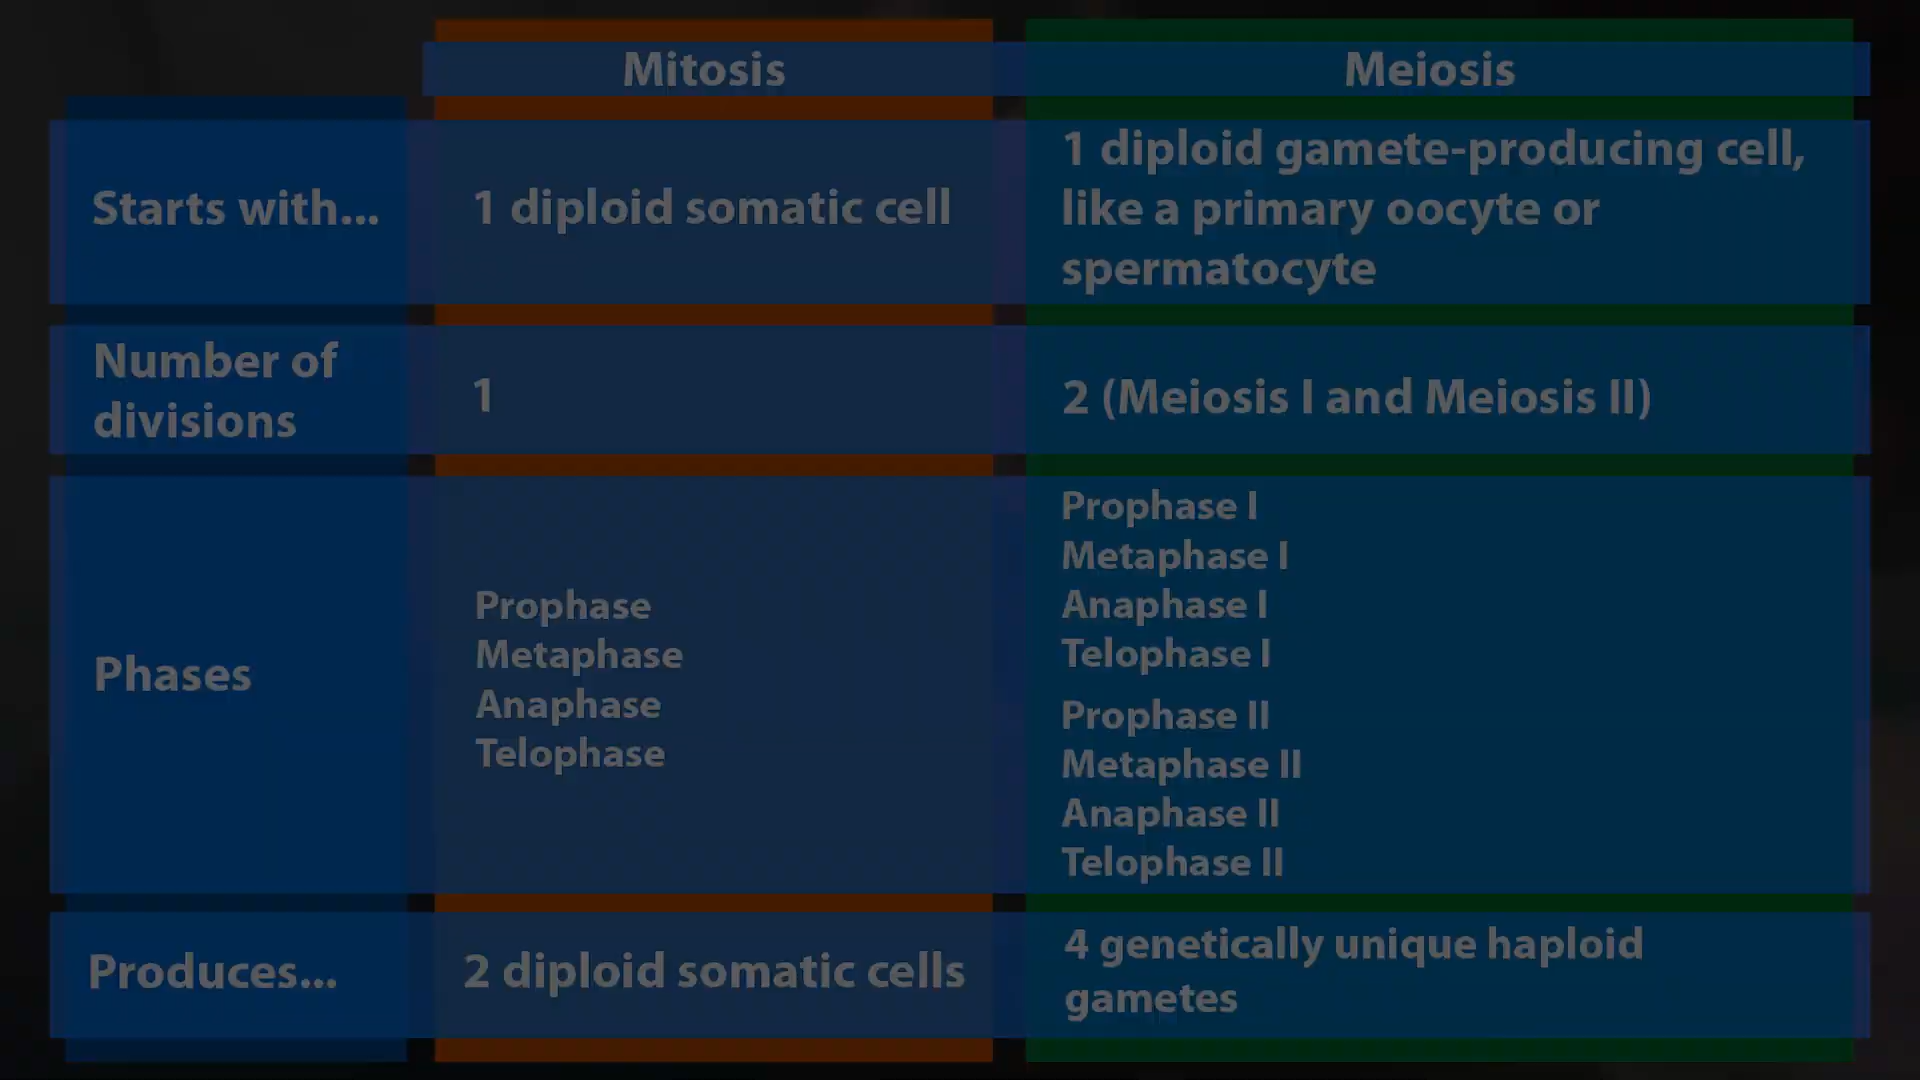 Mitosis
Meiosis
Starts with...
1 diploid somatic cell
1 diploid gamete-producing cell,
like a primary oocyte or
spermatocyte
Number of
divisions
1
2 (Meiosis I and Meiosis II)
Phases
Prophase
Metaphase
Anaphase
Telophase
Prophase I
Metaphase I
Anaphase I
Telophase I
Prophase II
Metaphase II
Anaphase II
Telophase II
Produces...
2 diploid somatic cells
4 genetically unique haploid
gametes